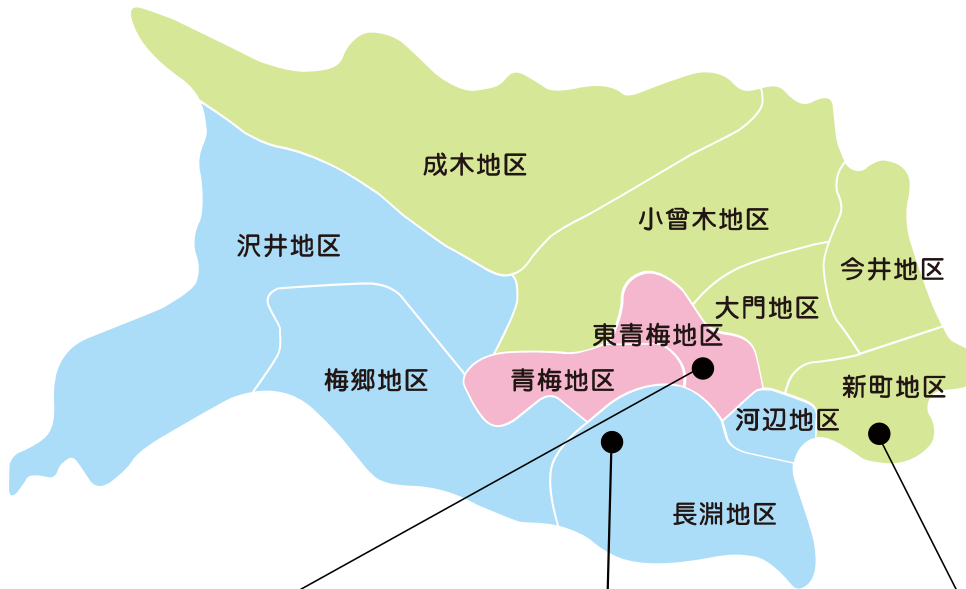 成木地区
小曾木地区
沢井地区
今井地区
大門地区
東青梅地区
梅郷地区
青梅地区
新町地区
河辺地区
長淵地区